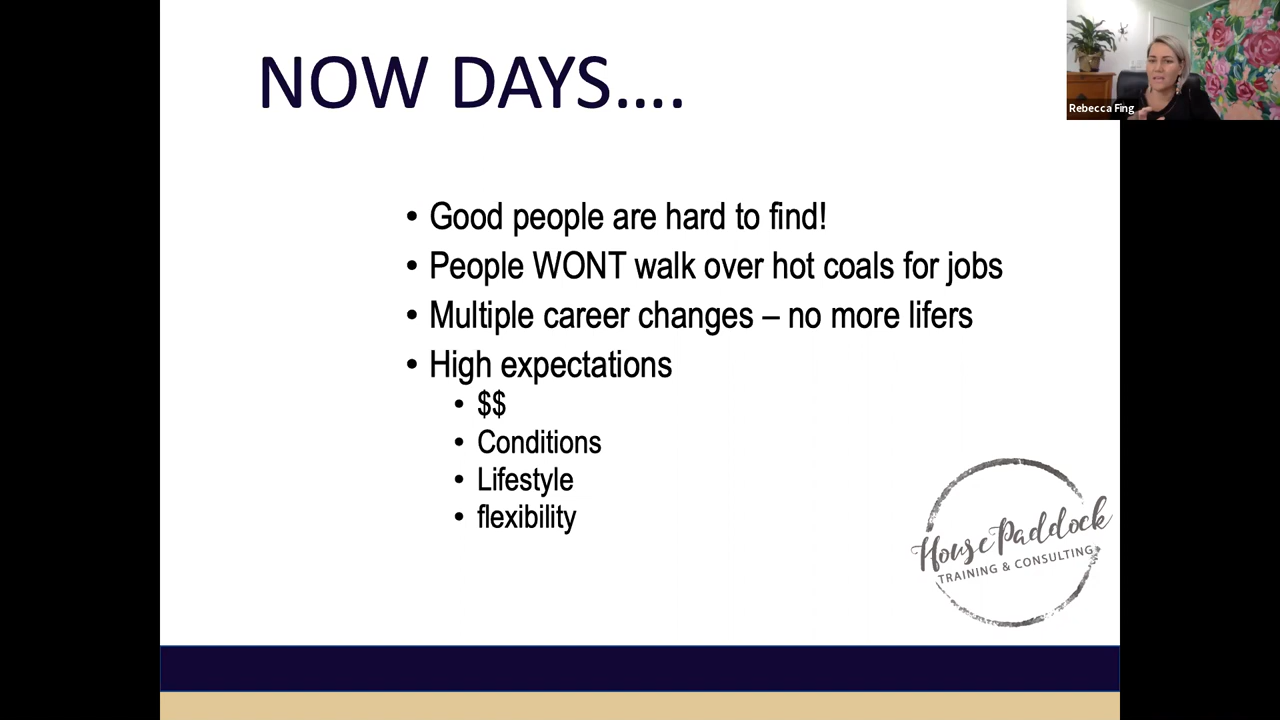 NOW DAYS....
Rebecca Fing
• Good people are hard to find!
• People WONT walk over hot coals for jobs
• Multiple career changes – no more lifers
• High expectations
• $$
• Conditions
• Lifestyle
• flexibility
House Paddock
TRAINING & CONSULTING